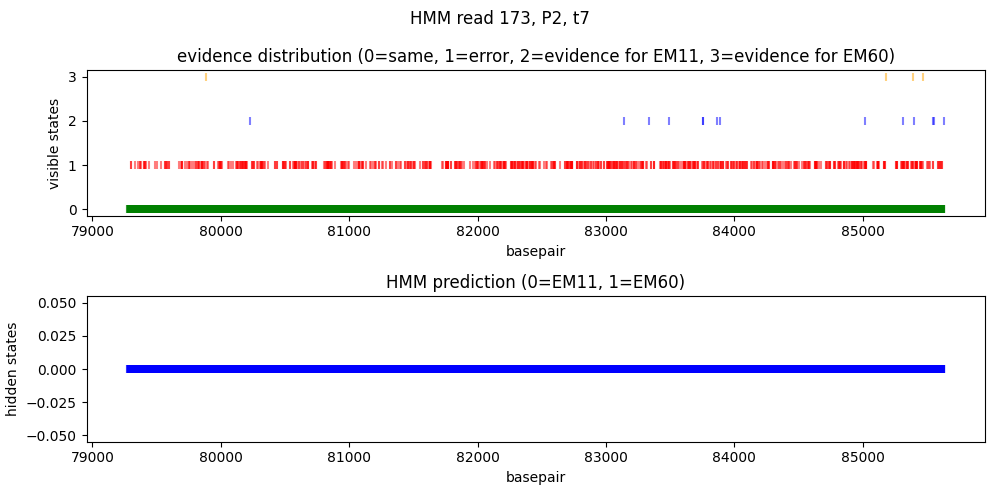 HMM read 173, P2, t7
evidence distribution (0=same, 1=error, 2=evidence for EM11, 3=evidence for EM60)
visible states
3
2
1
0
79000 80000 81000 82000 83000 84000 85000
basepair
HMM prediction (0=EM11, 1=EM60)
hidden states
0.050
0.025
0.000
−0.025
−0.050
79000 80000 81000 82000 83000 84000 85000
basepair